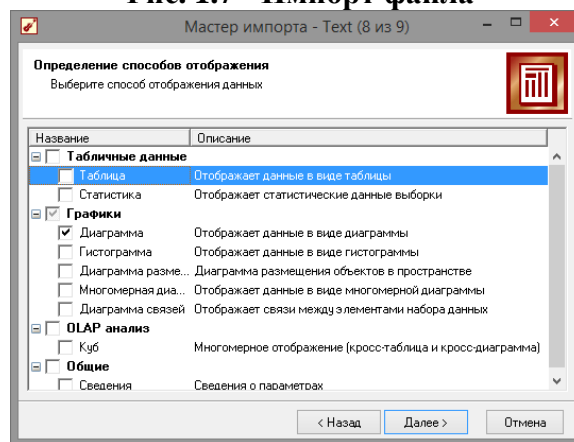 Рис. 1.7 - Импорт файла
Мастер импорта - Text (8 из 9)
Определение способов отображения
Выберите способ отображения данных
Название Описание
Табличные данные
Таблица Отображает данные в виде таблицы
Статистика Отображает статистические данные выборки
Графики
Диаграмма Отображает данные в виде диаграммы
Гистограмма Отображает данные в виде гистограммы
Диаграмма разме... Диаграмма размещения объектов в пространстве
Многомерная диа... Отображает данные в виде многомерной диаграммы
Диаграмма связей Отображает связи между элементами набора данных
OLAP анализ
Куб Многомерное отображение (кросс-таблица и кросс-диаграмма)
Общие
Сведения Сведения о параметрах
< Назад Далее > Отмена